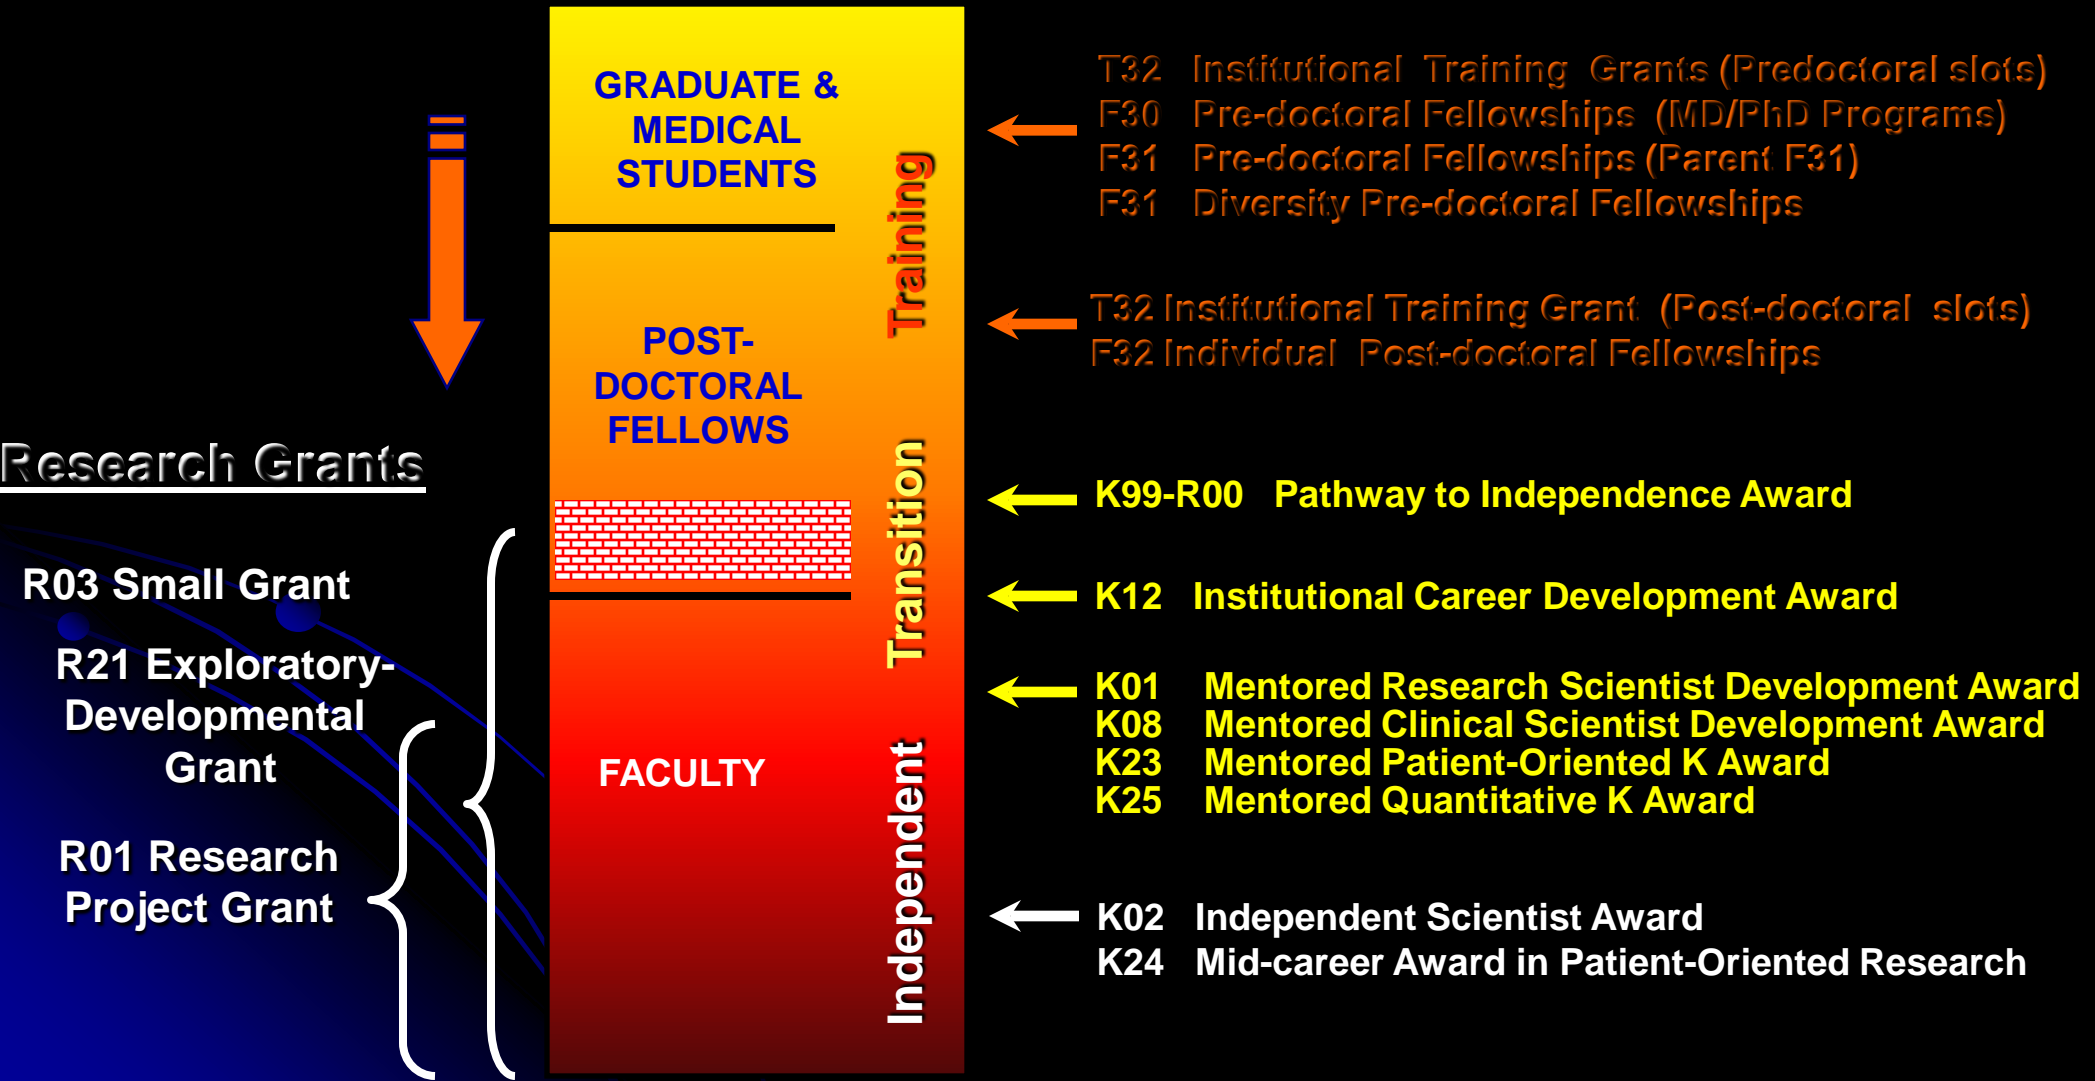 GRADUATE &
MEDICAL
STUDENTS
POST-
DOCTORAL
FELLOWS
FACULTY
Training
Transition
Independent
T32 Institutional Training Grants (Predoctoral slots)
F30 Pre-doctoral Fellowships (MD/PhD Programs)
F31 Pre-doctoral Fellowships (Parent F31)
F31 Diversity Pre-doctoral Fellowships
T32 Institutional Training Grant (Post-doctoral slots)
F32 Individual Post-doctoral Fellowships
K99-R00 Pathway to Independence Award
K12 Institutional Career Development Award
K01 Mentored Research Scientist Development Award
K08 Mentored Clinical Scientist Development Award
K23 Mentored Patient-Oriented K Award
K25 Mentored Quantitative K Award
K02 Independent Scientist Award
K24 Mid-career Award in Patient-Oriented Research
Research Grants
R03 Small Grant
R21 Exploratory-
Developmental
Grant
R01 Research
Project Grant